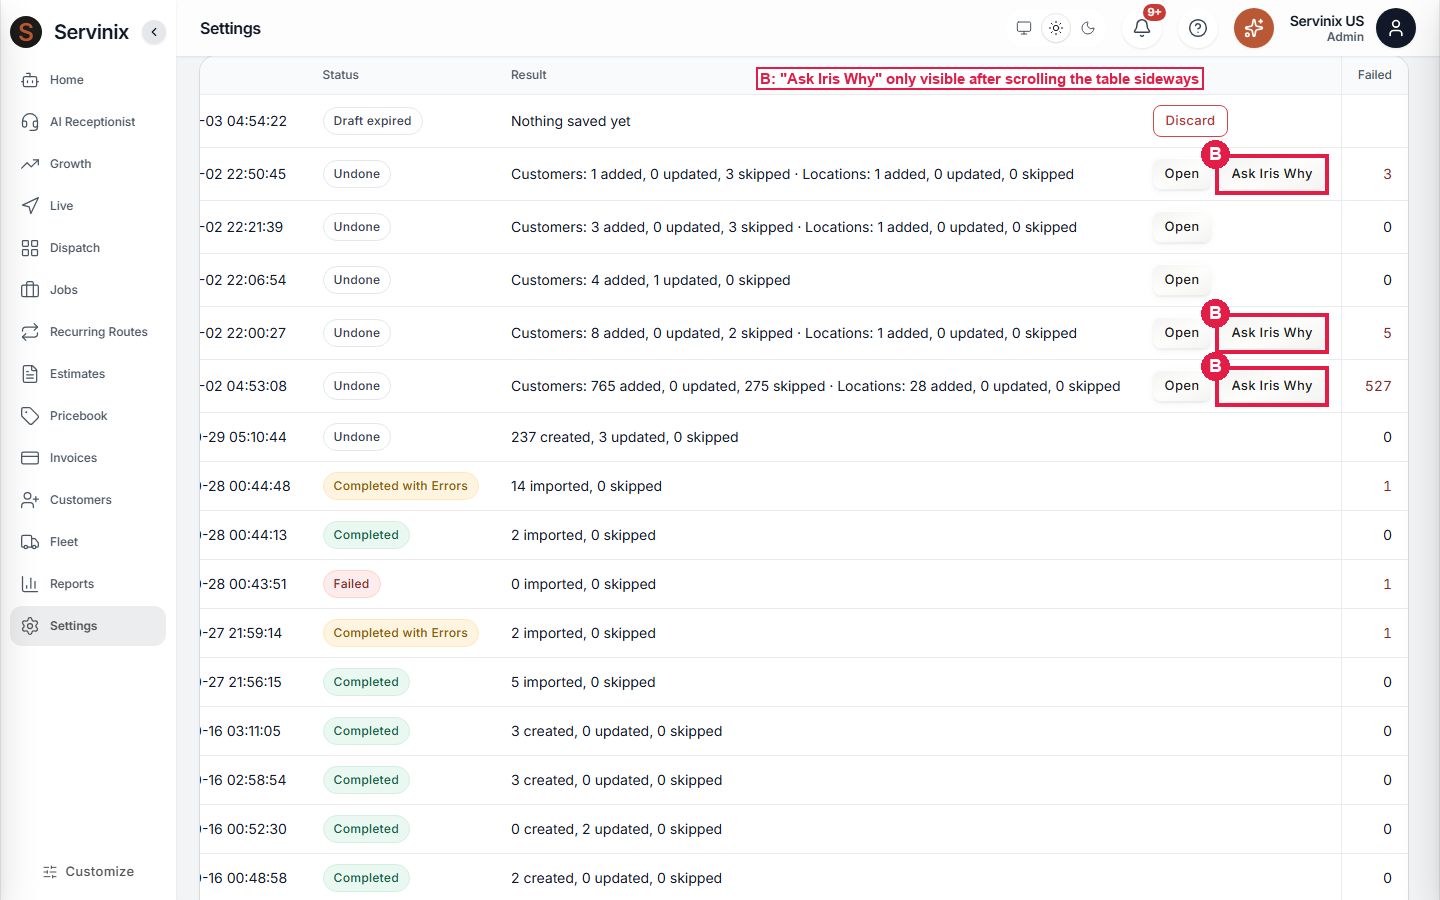 S Servinix
Settings
9+
Servinix US
Admin
Home
AI Receptionist
Growth
Live
Dispatch
Jobs
Recurring Routes
Estimates
Pricebook
Invoices
Customers
Fleet
Reports
Settings
Customize
Status Result Failed
B: "Ask Iris Why" only visible after scrolling the table sideways
-03 04:54:22 Draft expired Nothing saved yet Discard
B
-02 22:50:45 Undone Customers: 1 added, 0 updated, 3 skipped · Locations: 1 added, 0 updated, 0 skipped Open Ask Iris Why 3
-02 22:21:39 Undone Customers: 3 added, 0 updated, 3 skipped · Locations: 1 added, 0 updated, 0 skipped Open 0
-02 22:06:54 Undone Customers: 4 added, 1 updated, 0 skipped Open 0
B
-02 22:00:27 Undone Customers: 8 added, 0 updated, 2 skipped · Locations: 1 added, 0 updated, 0 skipped Open Ask Iris Why 5
B
-02 04:53:08 Undone Customers: 765 added, 0 updated, 275 skipped · Locations: 28 added, 0 updated, 0 skipped Open Ask Iris Why 527
-29 05:10:44 Undone 237 created, 3 updated, 0 skipped 0
-28 00:44:48 Completed with Errors 14 imported, 0 skipped 1
-28 00:44:13 Completed 2 imported, 0 skipped 0
-28 00:43:51 Failed 0 imported, 0 skipped 1
-27 21:59:14 Completed with Errors 2 imported, 0 skipped 1
-27 21:56:15 Completed 5 imported, 0 skipped 0
-16 03:11:05 Completed 3 created, 0 updated, 0 skipped 0
-16 02:58:54 Completed 3 created, 0 updated, 0 skipped 0
-16 00:52:30 Completed 0 created, 2 updated, 0 skipped 0
-16 00:48:58 Completed 2 created, 0 updated, 0 skipped 0